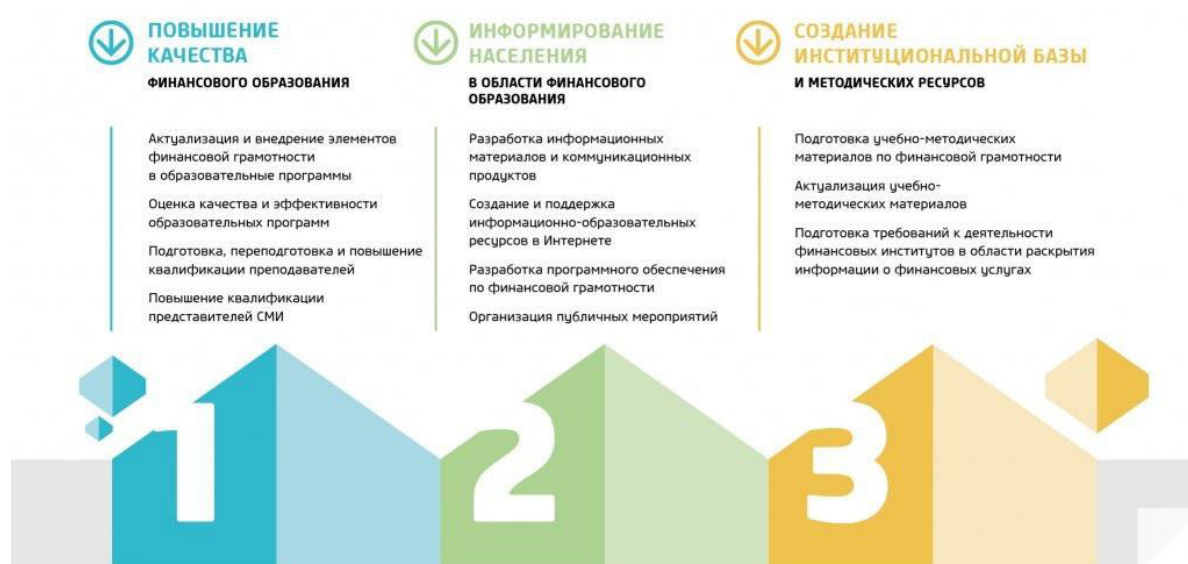 ПОВЫШЕНИЕ
КАЧЕСТВА
ФИНАНСОВОГО ОБРАЗОВАНИЯ
Актуализация и внедрение элементов
финансовой грамотности
в образовательные программы
Оценка качества и эффективности
образовательных программ
Подготовка, переподготовка и повышение
квалификации преподавателей
Повышение квалификации
представителей СМИ
ИНФОРМИРОВАНИЕ
НАСЕЛЕНИЯ
В ОБЛАСТИ ФИНАНСОВОГО
ОБРАЗОВАНИЯ
Разработка информационных
материалов и коммуникационных
продуктов
Создание и поддержка
информационно-образовательных
ресурсов в Интернете
Разработка программного обеспечения
по финансовой грамотности
Организация публичных мероприятий
СОЗДАНИЕ
ИНСТИТУЦИОНАЛЬНОЙ БАЗЫ
И МЕТОДИЧЕСКИХ РЕСУРСОВ
Подготовка учебно-методических
материалов по финансовой грамотности
Актуализация учебно-
методических материалов
Подготовка требований к деятельности
финансовых институтов в области раскрытия
информации о финансовых услугах
1
2
3